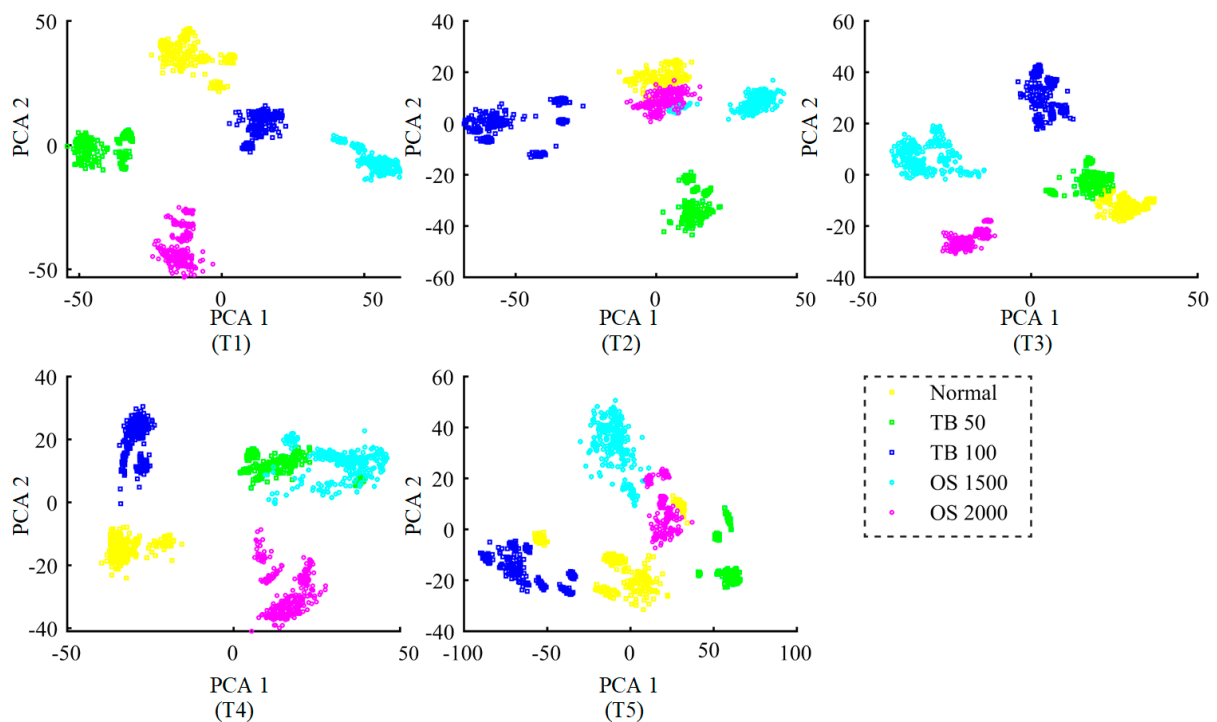 50
0
-50
PCA 2
-50
0
50
PCA 1
(T1)
40
20
0
-20
-40
-60
PCA 2
-50
0
50
PCA 1
(T2)
60
40
20
0
-20
-40
PCA 2
-50
0
50
PCA 1
(T3)
40
20
0
-20
-40
PCA 2
-50
0
50
PCA 1
(T4)
60
40
20
0
-20
-40
PCA 2
-100
-50
0
50
100
PCA 1
(T5)
Normal
TB 50
TB 100
OS 1500
OS 2000